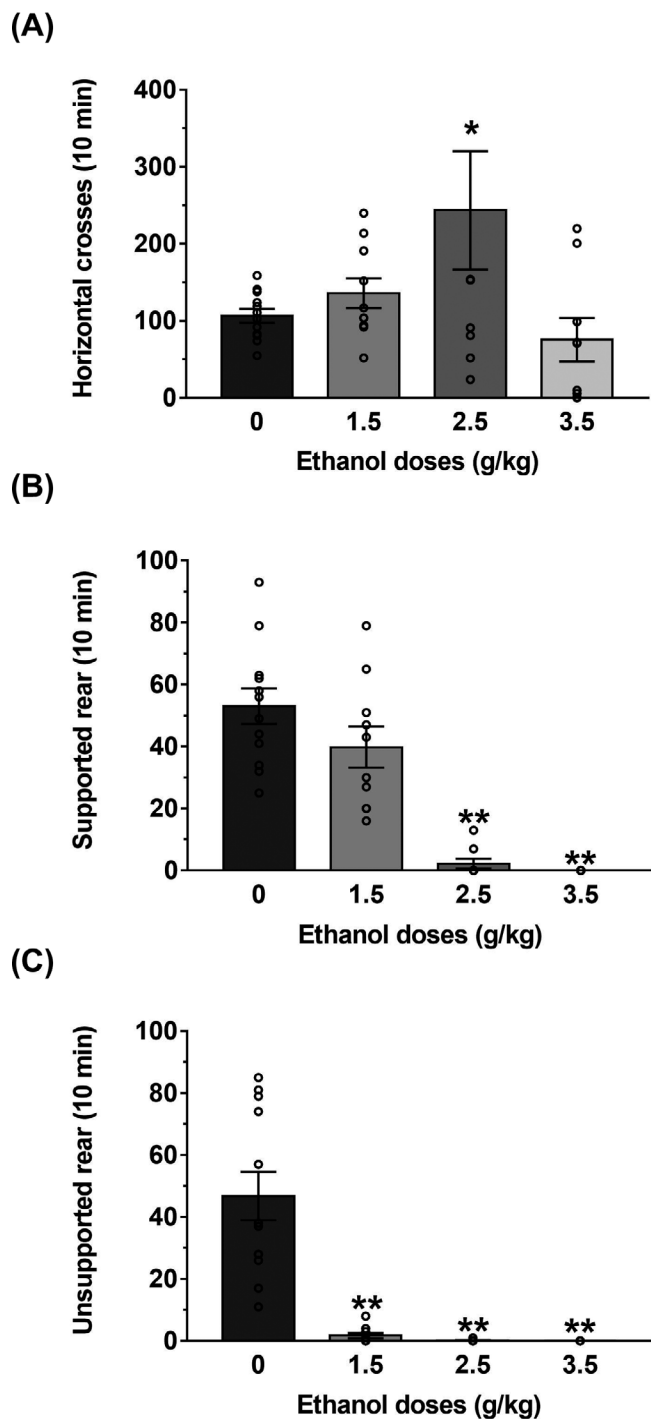 (A)
Horizontal crosses (10 min)
400
300
200
100
0
*
0 1.5 2.5 3.5
Ethanol doses (g/kg)
(B)
Supported rear (10 min)
100
80
60
40
20
0
** **
0 1.5 2.5 3.5
Ethanol doses (g/kg)
(C)
Unsupported rear (10 min)
100
80
60
40
20
0
** ** **
0 1.5 2.5 3.5
Ethanol doses (g/kg)